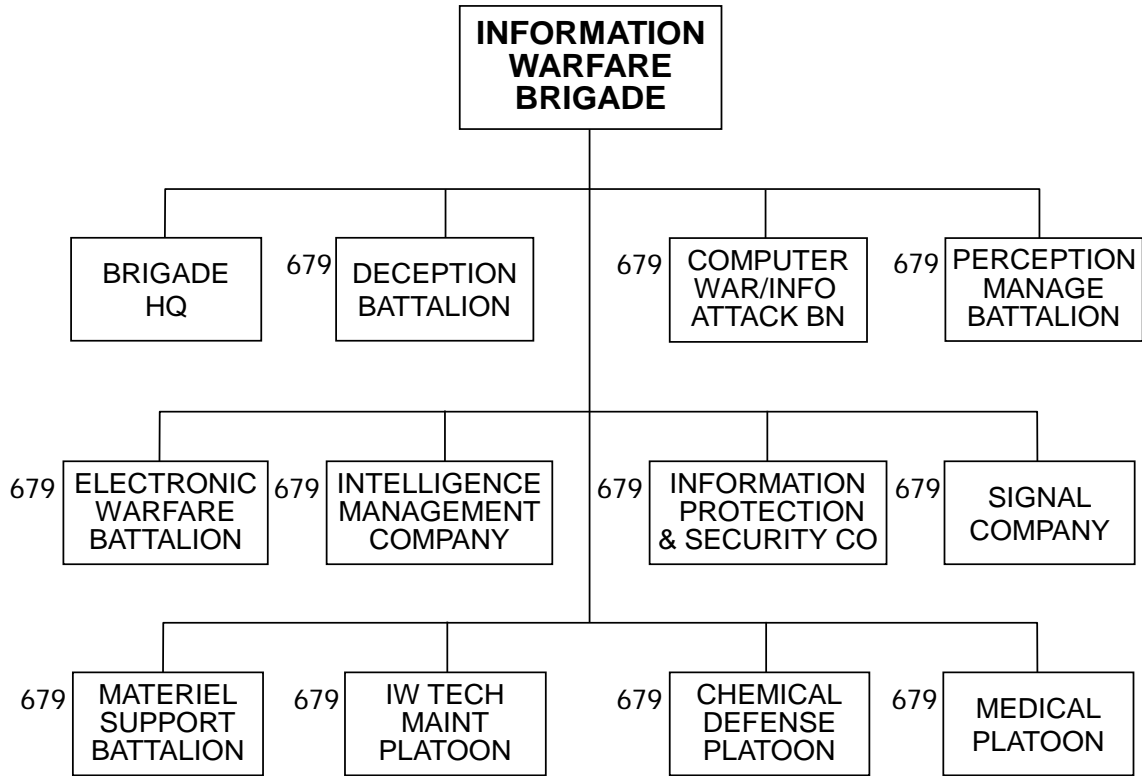 INFORMATION
WARFARE
BRIGADE
BRIGADE
HQ
679
DECEPTION
BATTALION
679
COMPUTER
WAR/INFO
ATTACK BN
679
PERCEPTION
MANAGE
BATTALION
679
ELECTRONIC
WARFARE
BATTALION
679
INTELLIGENCE
MANAGEMENT
COMPANY
679
INFORMATION
PROTECTION
& SECURITY CO
679
SIGNAL
COMPANY
679
MATERIEL
SUPPORT
BATTALION
679
IW TECH
MAINT
PLATOON
679
CHEMICAL
DEFENSE
PLATOON
679
MEDICAL
PLATOON